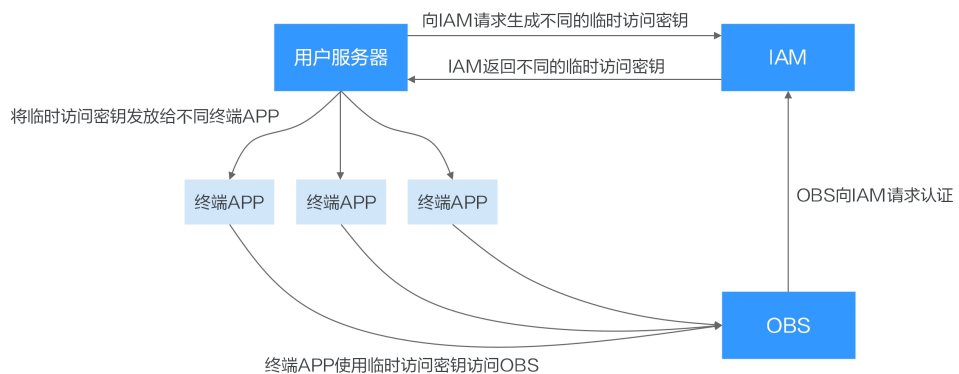 向IAM请求生成不同的临时访问密钥
用户服务器
IAM
IAM返回不同的临时访问密钥
将临时访问密钥发放给不同终端APP
终端APP
终端APP
终端APP
OBS向IAM请求认证
OBS
终端APP使用临时访问密钥访问OBS